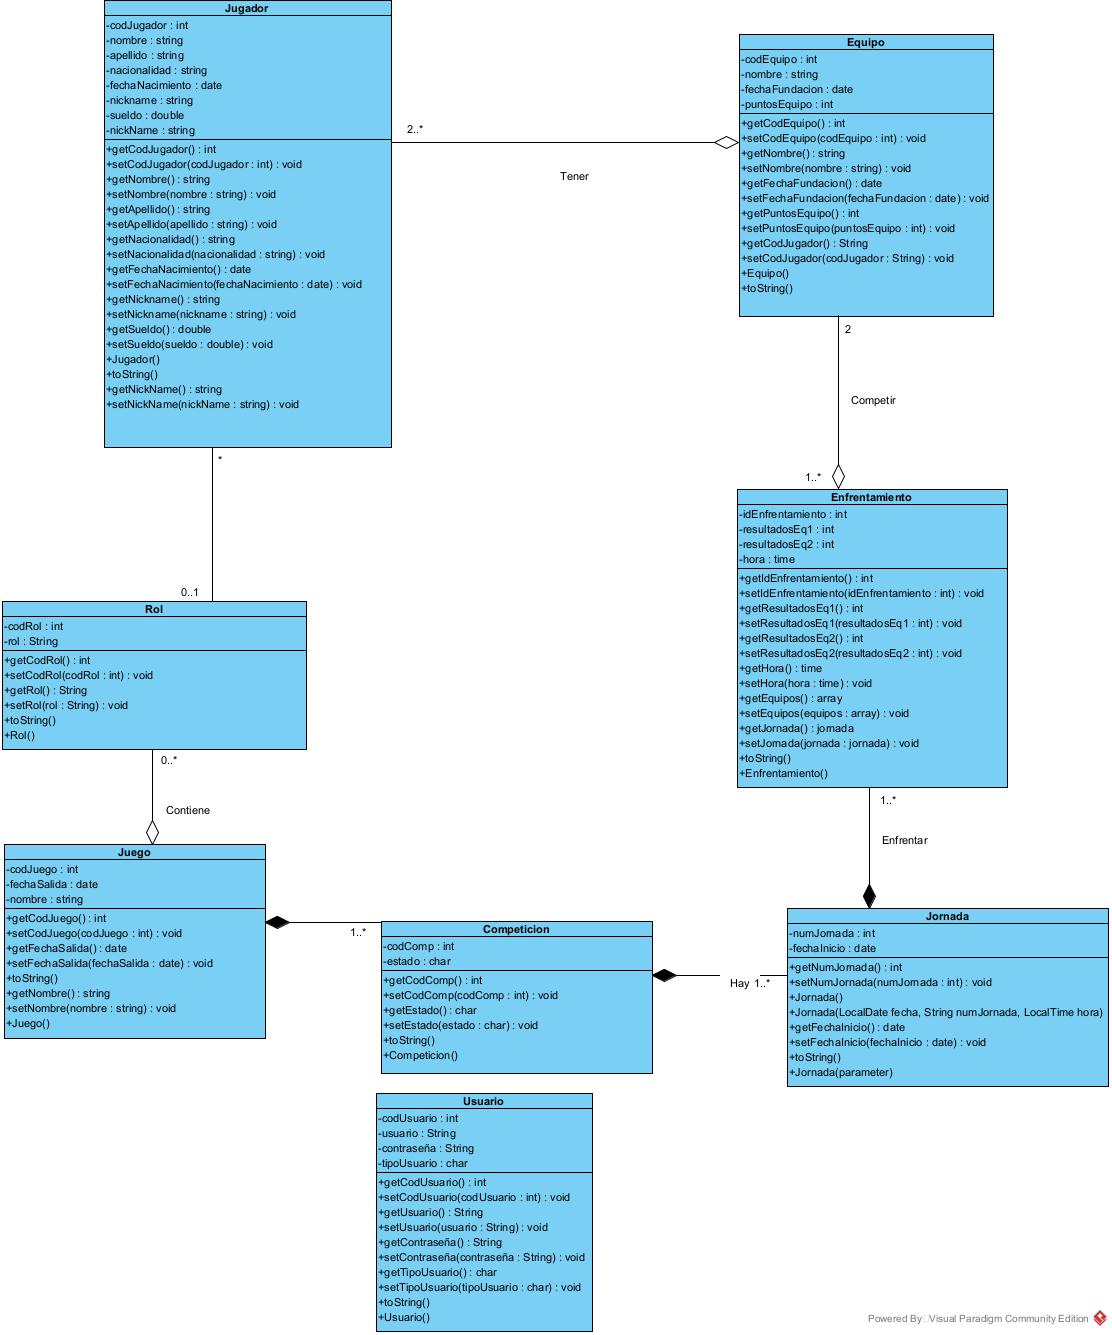 Jugador
-codJugador : int
-nombre : string
-apellido : string
-nacionalidad : string
-fechaNacimiento : date
-nickname : string
-sueldo : double
-nickName : string
+getCodJugador() : int
+setCodJugador(codJugador : int) : void
+getNombre() : string
+setNombre(nombre : string) : void
+getApellido() : string
+setApellido(apellido : string) : void
+getNacionalidad() : string
+setNacionalidad(nacionalidad : string) : void
+getFechaNacimiento() : date
+setFechaNacimiento(fechaNacimiento : date) : void
+getNickname() : string
+setNickname(nickname : string) : void
+getSueldo() : double
+setSueldo(sueldo : double) : void
+Jugador()
+toString()
+getNickName() : string
+setNickName(nickName : string) : void
2..*
Tener
Equipo
-codEquipo : int
-nombre : string
-fechaFundacion : date
-puntosEquipo : int
+getCodEquipo() : int
+setCodEquipo(codEquipo : int) : void
+getNombre() : string
+setNombre(nombre : string) : void
+getFechaFundacion() : date
+setFechaFundacion(fechaFundacion : date) : void
+getPuntosEquipo() : int
+setPuntosEquipo(puntosEquipo : int) : void
+getCodJugador() : String
+setCodJugador(codJugador : String) : void
+Equipo()
+toString()
2
Competir
1..*
Enfrentamiento
-idEnfrentamiento : int
-resultadosEq1 : int
-resultadosEq2 : int
-hora : time
+getIdEnfrentamiento() : int
+setIdEnfrentamiento(idEnfrentamiento : int) : void
+getResultadosEq1() : int
+setResultadosEq1(resultadosEq1 : int) : void
+getResultadosEq2() : int
+setResultadosEq2(resultadosEq2 : int) : void
+getHora() : time
+setHora(hora : time) : void
+getEquipos() : array
+setEquipos(equipos : array) : void
+getJornada() : jornada
+setJornada(jornada : jornada) : void
+toString()
+Enfrentamiento()
*
0..1
Rol
-codRol : int
-rol : String
+getCodRol() : int
+setCodRol(codRol : int) : void
+getRol() : String
+setRol(rol : String) : void
+toString()
+Rol()
0..*
Contiene
1..*
Enfrentar
Juego
-codJuego : int
-fechaSalida : date
-nombre : string
+getCodJuego() : int
+setCodJuego(codJuego : int) : void
+getFechaSalida() : date
+setFechaSalida(fechaSalida : date) : void
+toString()
+getNombre() : string
+setNombre(nombre : string) : void
+Juego()
1..*
Competicion
-codComp : int
-estado : char
+getCodComp() : int
+setCodComp(codComp : int) : void
+getEstado() : char
+setEstado(estado : char) : void
+toString()
+Competicion()
Hay 1..*
Jornada
-numJornada : int
-fechaInicio : date
+getNumJornada() : int
+setNumJornada(numJornada : int) : void
+Jornada()
+Jornada(LocalDate fecha, String numJornada, LocalTime hora)
+getFechaInicio() : date
+setFechaInicio(fechaInicio : date) : void
+toString()
+Jornada(parameter)
Usuario
-codUsuario : int
-usuario : String
-contraseña : String
-tipoUsuario : char
+getCodUsuario() : int
+setCodUsuario(codUsuario : int) : void
+getUsuario() : String
+setUsuario(usuario : String) : void
+getContraseña() : String
+setContraseña(contraseña : String) : void
+getTipoUsuario() : char
+setTipoUsuario(tipoUsuario : char) : void
+toString()
+Usuario()
Powered By Visual Paradigm Community Edition